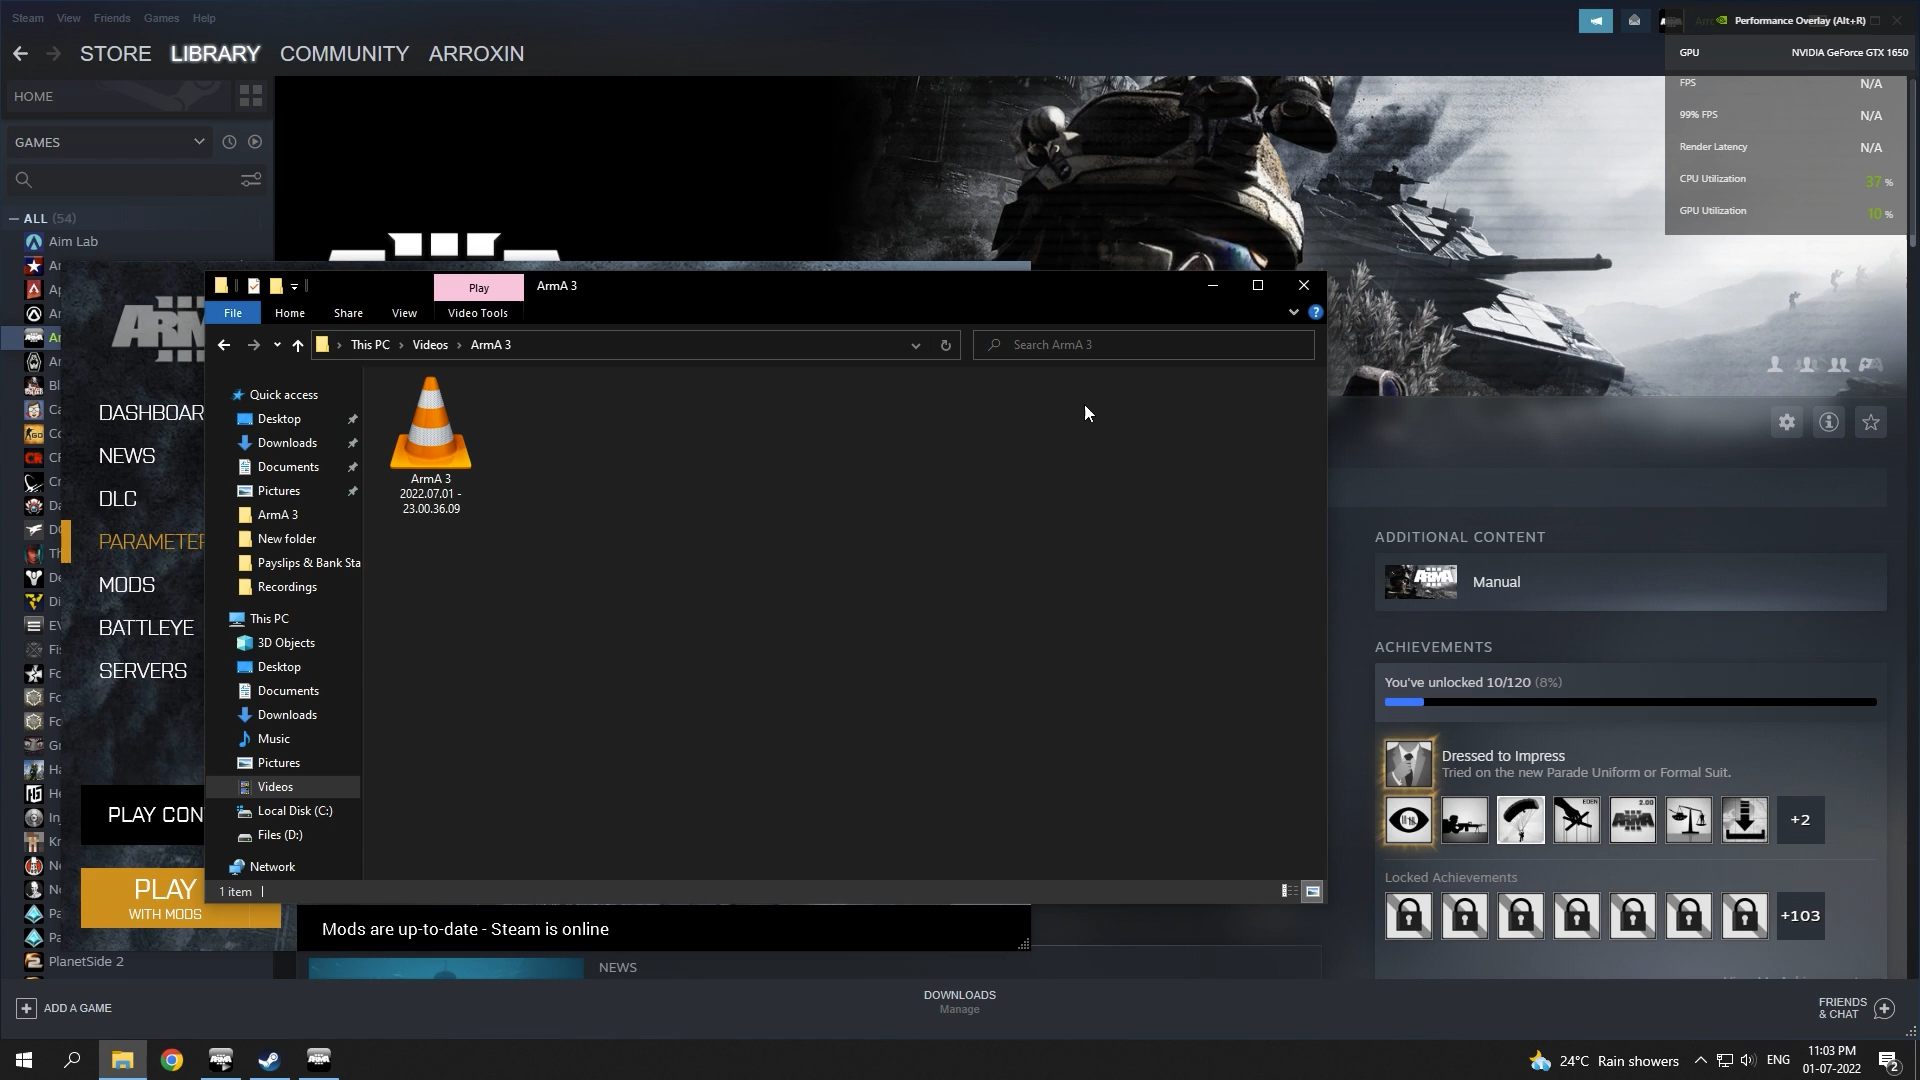 Steam View Friends Games Help
Performance Overlay (Alt+R)
STORE LIBRARY COMMUNITY ARROXIN
GPU NVIDIA GeForce GTX 1650
FPS N/A
99% FPS N/A
Render Latency N/A
CPU Utilization 37 %
GPU Utilization 10 %
HOME
GAMES
ALL (54)
Aim Lab
PlanetSide 2
ADD A GAME
DASHBOAR
NEWS
DLC
PARAMETER
MODS
BATTLEYE
SERVERS
PLAY CON
PLAY
WITH MODS
Play
ArmA 3
File Home Share View Video Tools
This PC Videos ArmA 3
Search ArmA 3
Quick access
Desktop
Downloads
Documents
Pictures
ArmA 3
New folder
Payslips & Bank Sta
Recordings
This PC
3D Objects
Desktop
Documents
Downloads
Music
Pictures
Videos
Local Disk (C:)
Files (D:)
Network
ArmA 3
2022.07.01 -
23.00.36.09
1 item
Mods are up-to-date - Steam is online
NEWS
ADDITIONAL CONTENT
ARMA
Manual
ACHIEVEMENTS
You've unlocked 10/120 (8%)
Dressed to Impress
Tried on the new Parade Uniform or Formal Suit.
EDEN
2.00
+2
Locked Achievements
+103
DOWNLOADS
Manage
FRIENDS
& CHAT
24°C Rain showers
ENG
11:03 PM
01-07-2022
2